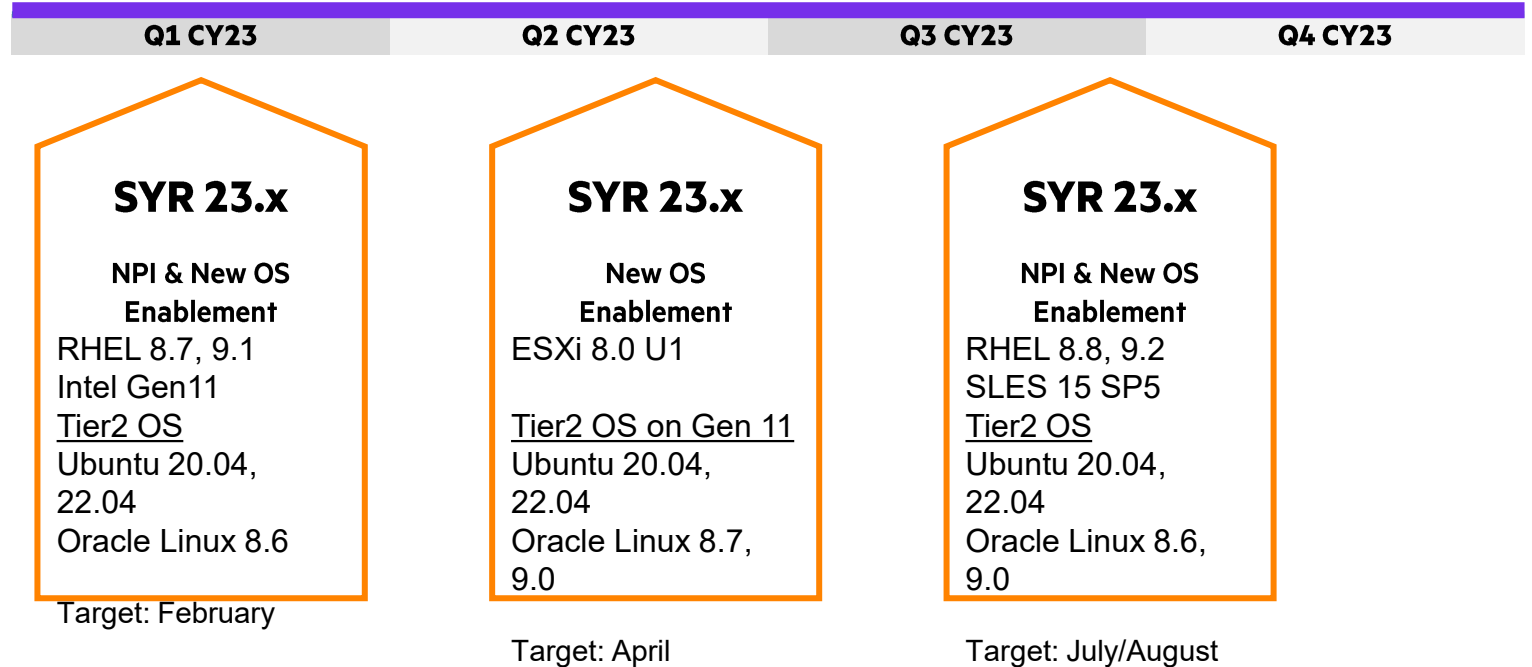 Q1 CY23
Q2 CY23
Q3 CY23
Q4 CY23
SYR 23.x
NPI & New OS
Enablement
RHEL 8.7, 9.1
Intel Gen11
Tier2 OS
Ubuntu 20.04,
22.04
Oracle Linux 8.6
Target: February
SYR 23.x
New OS
Enablement
ESXi 8.0 U1
Tier2 OS on Gen 11
Ubuntu 20.04,
22.04
Oracle Linux 8.7,
9.0
Target: April
SYR 23.x
NPI & New OS
Enablement
RHEL 8.8, 9.2
SLES 15 SP5
Tier2 OS
Ubuntu 20.04,
22.04
Oracle Linux 8.6,
9.0
Target: July/August